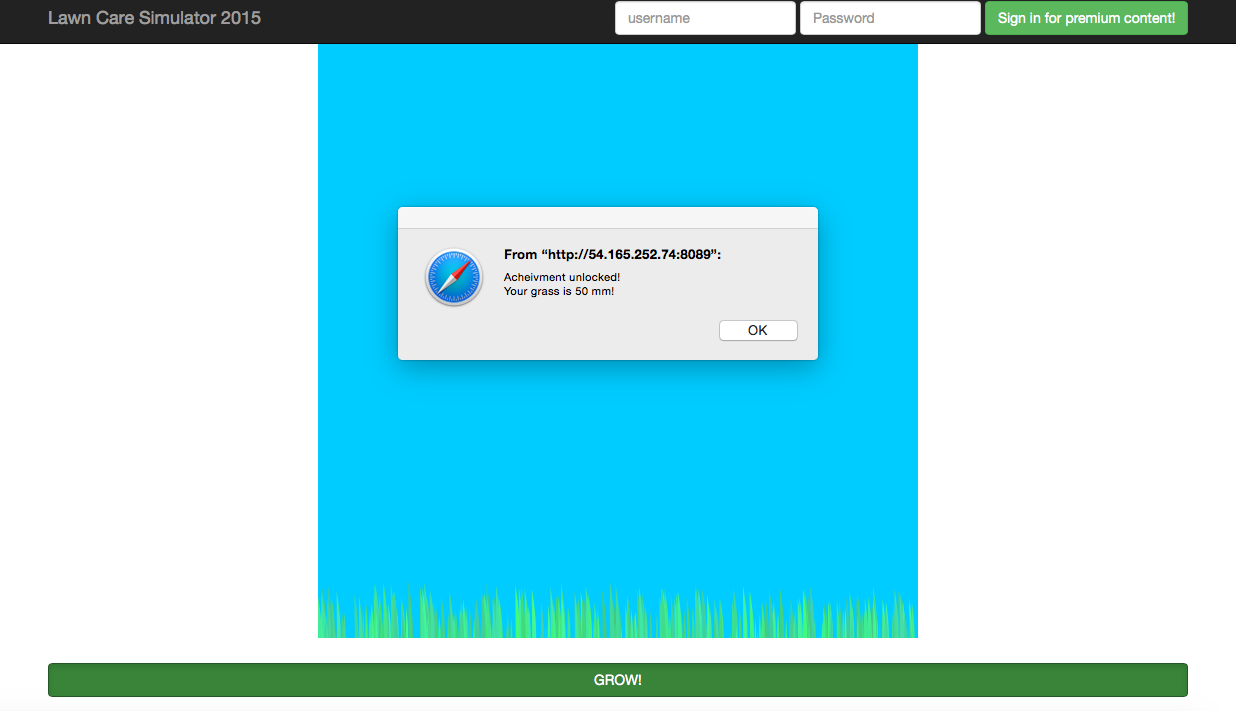 Lawn Care Simulator 2015
username
Password
Sign in for premium content!
From “http://54.165.252.74:8089”:
Acheivment unlocked!
Your grass is 50 mm!
OK
GROW!